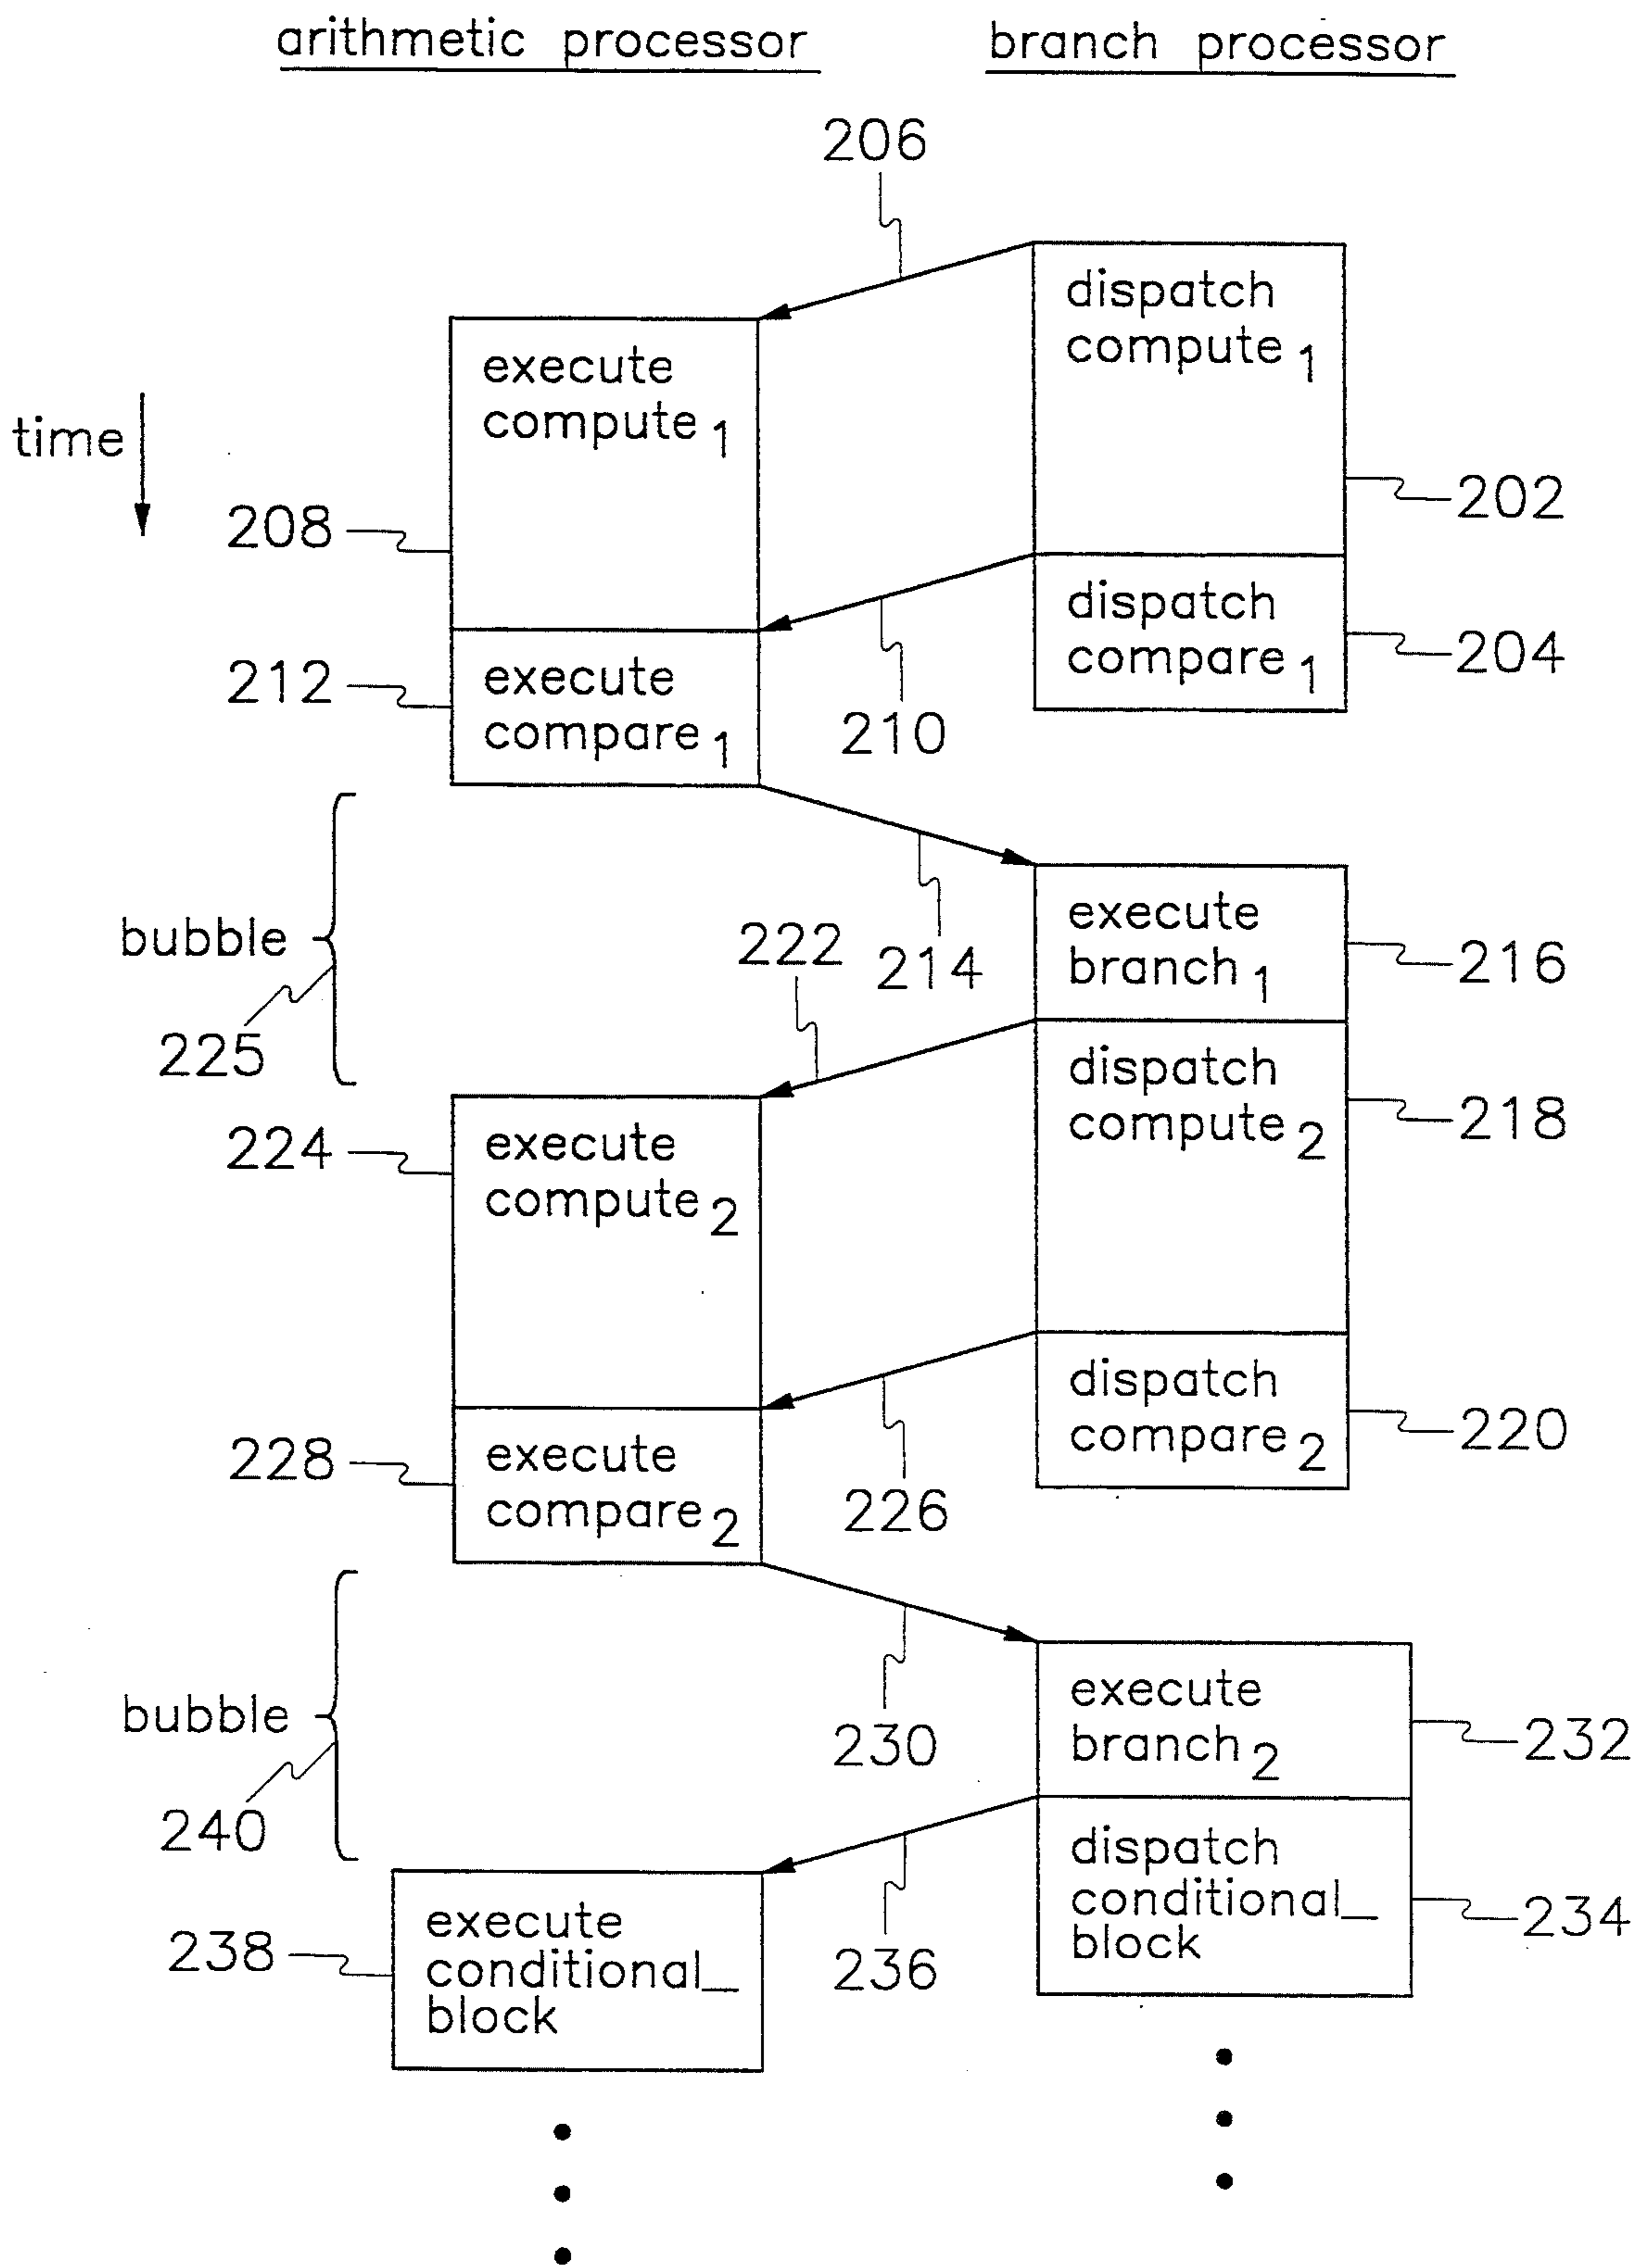 arithmetic processor
branch processor
206
dispatch
compute 1
execute
compute 1
time
202
208
dispatch
compare 1
204
execute
compare 1
212
210
execute
branch 1
bubble
222
214
216
225
dispatch
compute 2
218
224
execute
compute 2
dispatch
compare 2
220
228
execute
compare 2
226
execute
branch 2
bubble
230
232
240
dispatch
conditional_
block
234
execute
conditional_
block
238
236